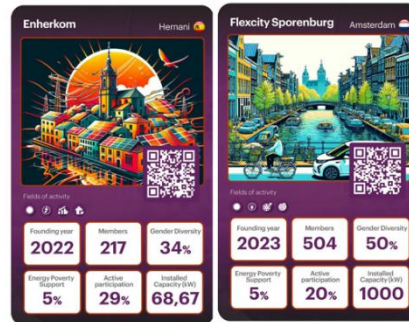 Enherkom
Hernani
Fields of activity
Founding year
Members
Gender Diversity
2022
217
34%
Energy Poverty
Support
Active
participation
Installed
Capacity (kW)
5%
29%
68,67
Flexcity Sporenburg
Amsterdam
Fields of activity
Founding year
Members
Gender Diversity
2023
504
50%
Energy Poverty
Support
Active
participation
Installed
Capacity (kW)
5%
20%
1000